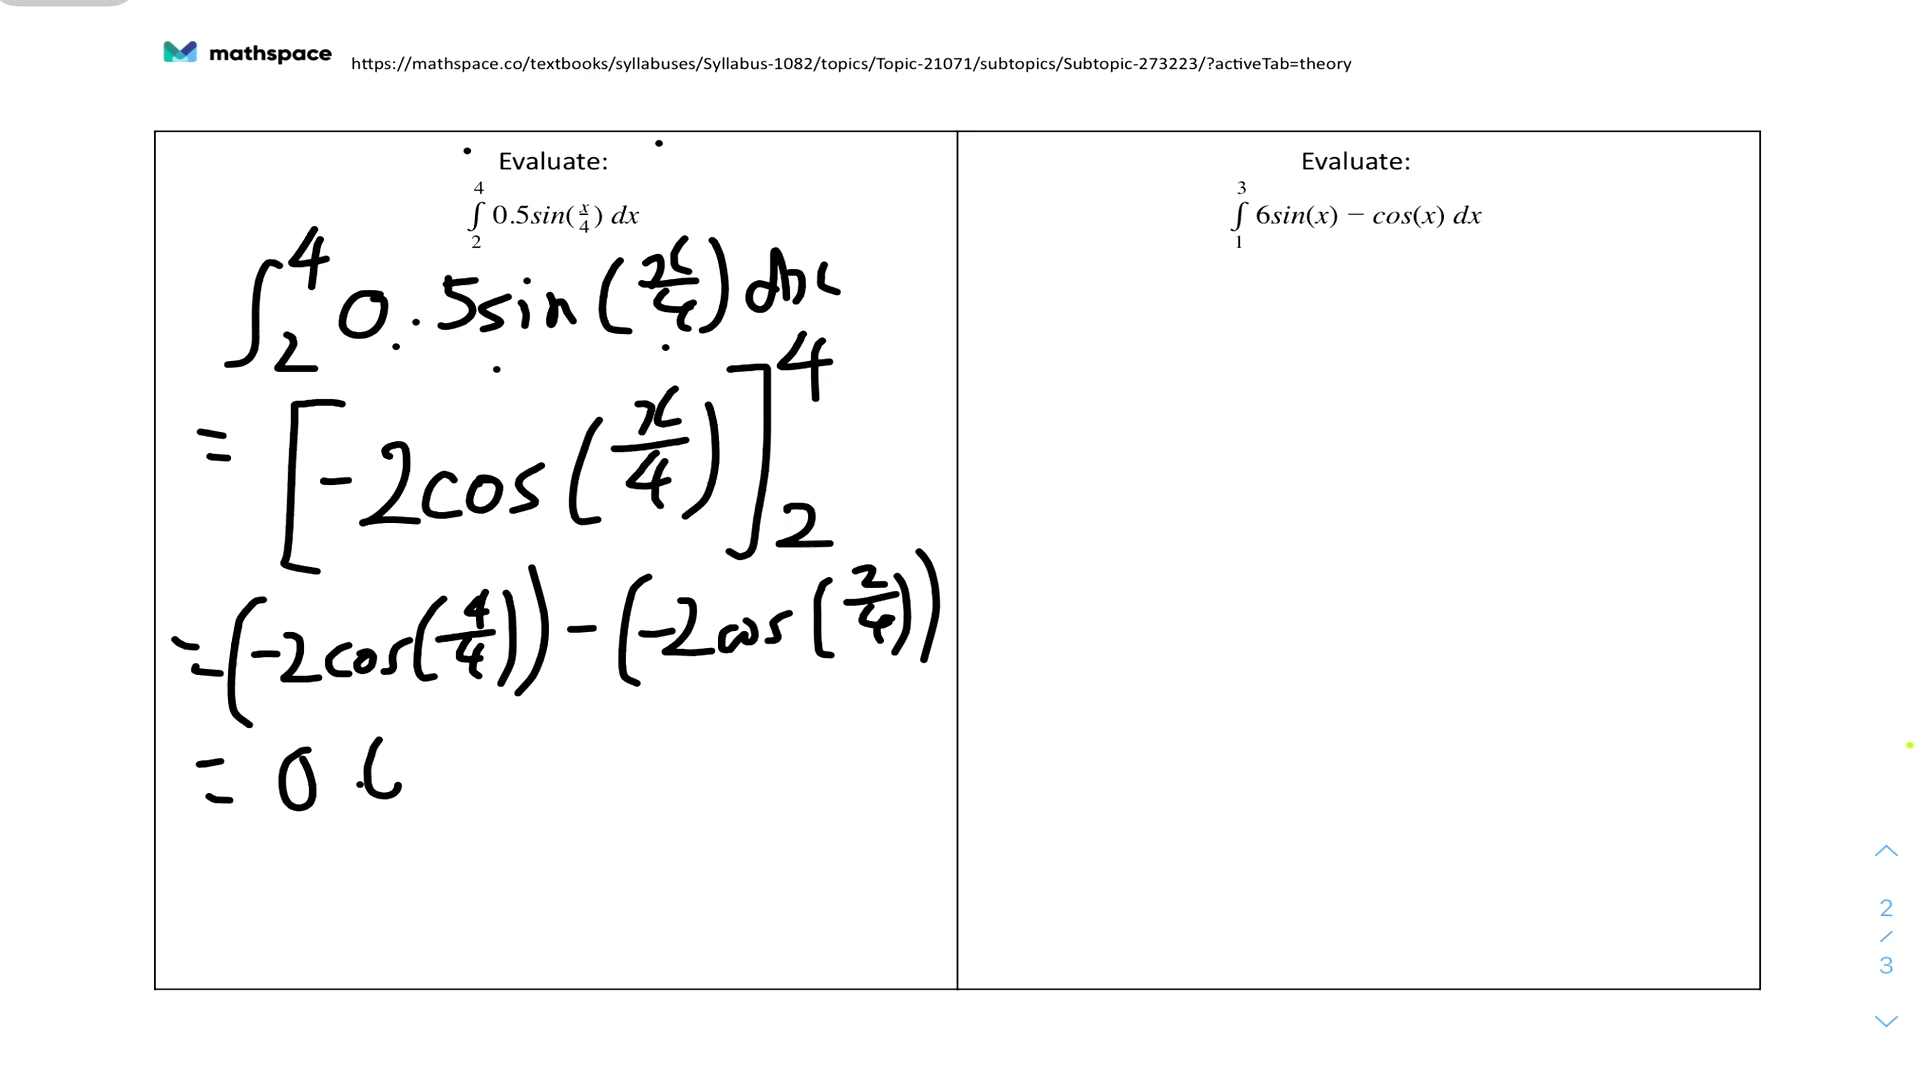 mathspace https://mathspace.co/textbooks/syllabuses/Syllabus-1082/topics/Topic-21071/subtopics/Subtopic-273223/?activeTab=theory
Evaluate:
∫₂⁴ 0.5sin(x/4) dx
∫₂⁴ 0.5sin(x/4) dx
= [-2cos(x/4)]₂⁴
= (-2cos(4/4)) - (-2cos(2/4))
= 0.
Evaluate:
∫₁³ 6sin(x) − cos(x) dx
2
/
3